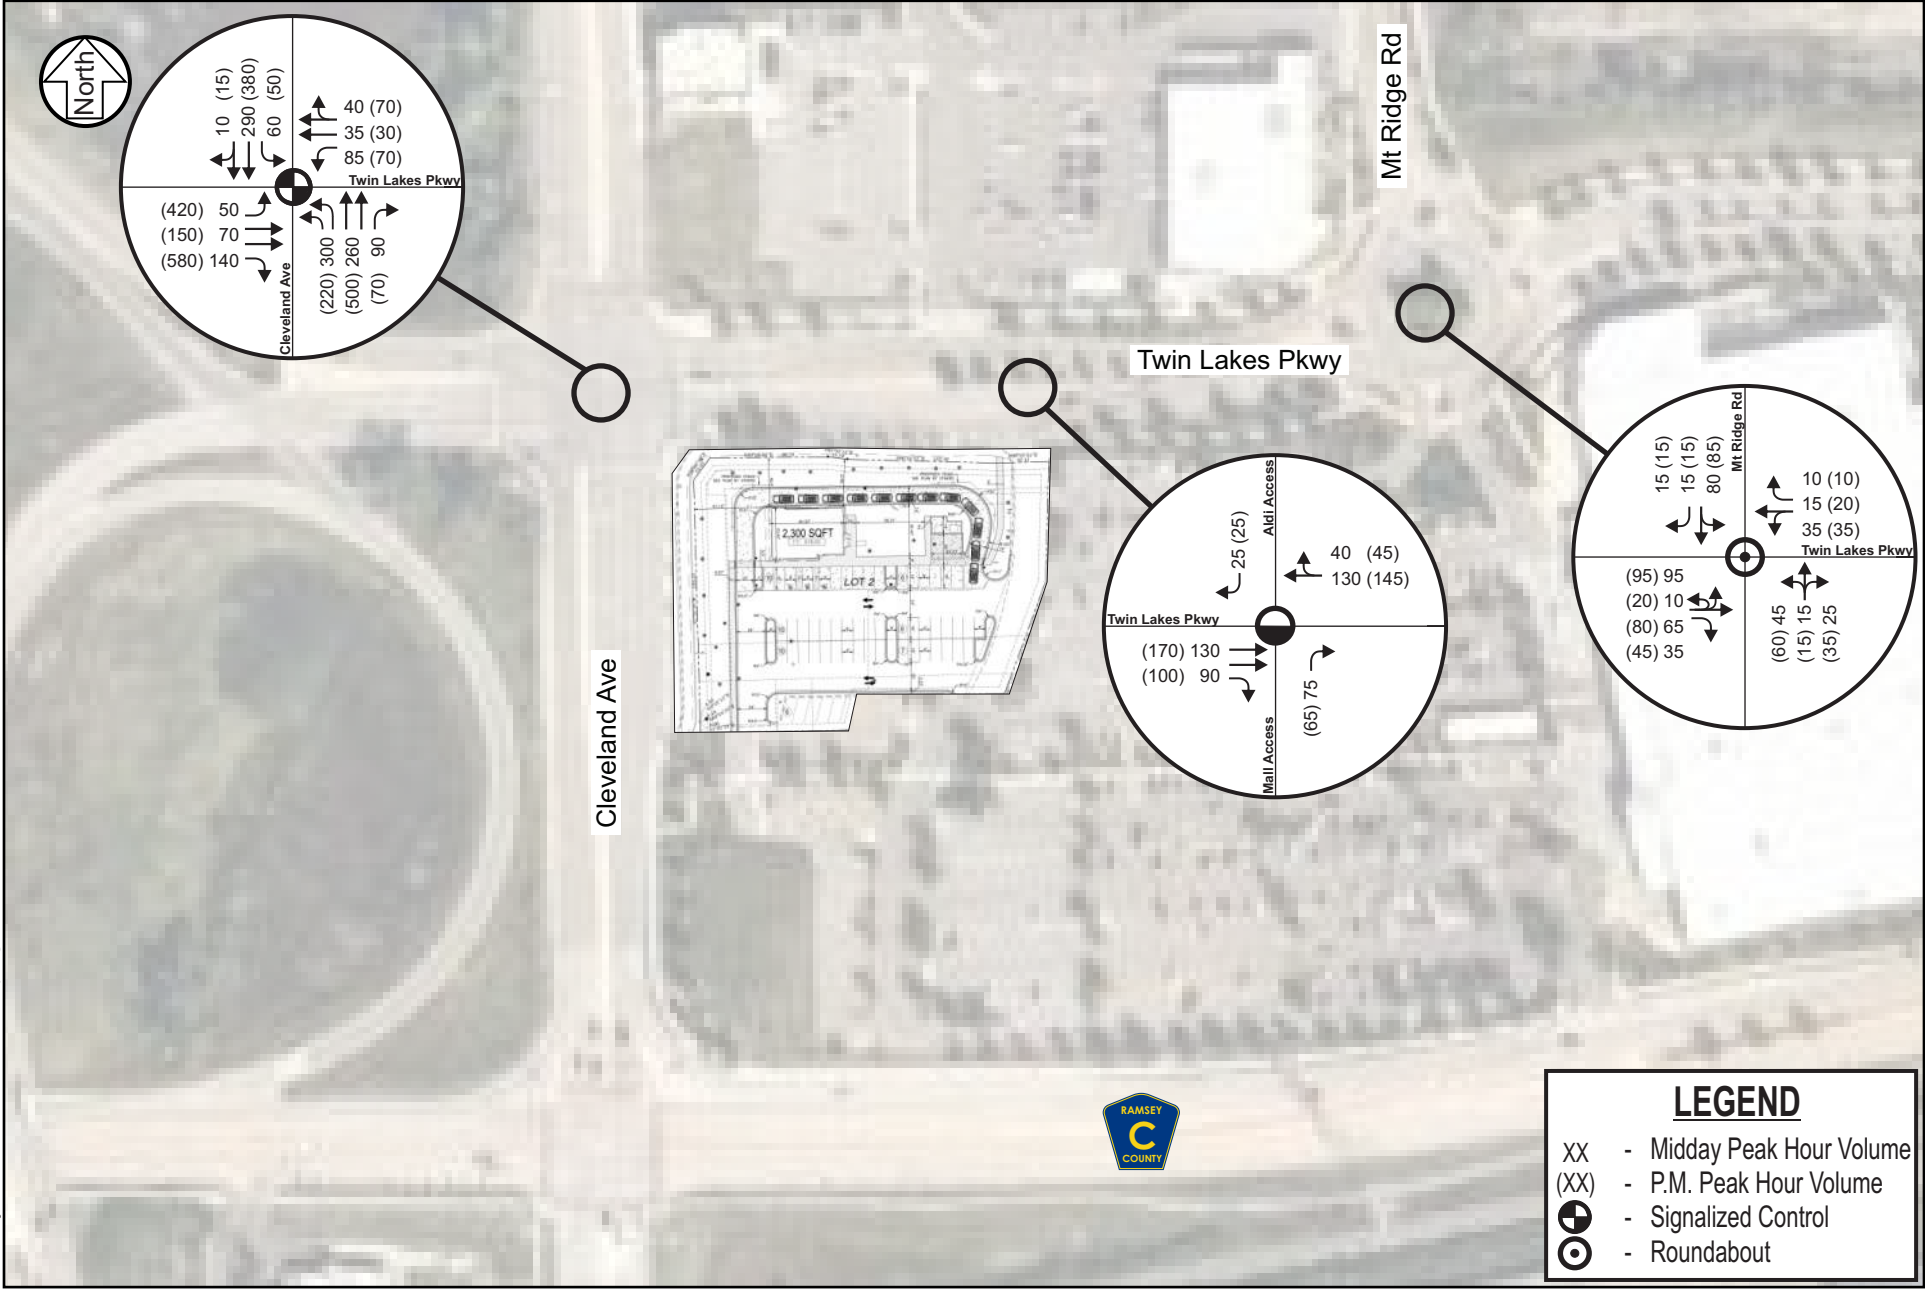 North
10 (15)
290 (380)
60 (50)
40 (70)
35 (30)
85 (70)
Twin Lakes Pkwy
(420) 50
(150) 70
(580) 140
Cleveland Ave
(220) 300
(500) 260
(70) 90
Mt Ridge Rd
Twin Lakes Pkwy
2,300 SQFT
LOT 2
Cleveland Ave
Aldi Access
25 (25)
40 (45)
130 (145)
Twin Lakes Pkwy
(170) 130
(100) 90
Mall Access
(65) 75
Mt Ridge Rd
15 (15)
15 (15)
80 (85)
10 (10)
15 (20)
35 (35)
Twin Lakes Pkwy
(95) 95
(20) 10
(80) 65
(45) 35
(60) 45
(15) 15
(35) 25
RAMSEY
C
COUNTY
LEGEND
XX - Midday Peak Hour Volume
(XX) - P.M. Peak Hour Volume
- Signalized Control
- Roundabout